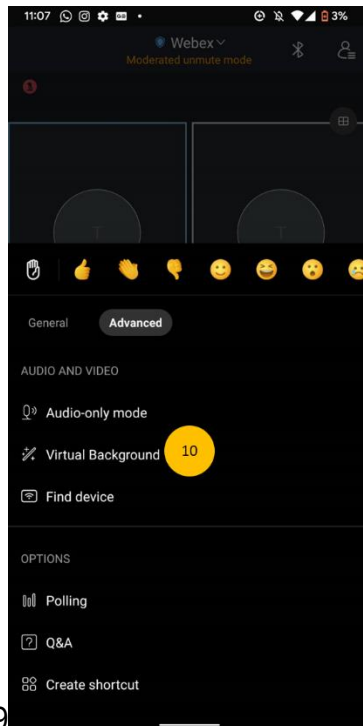 11:07 3%
Webex
Moderated unmute mode
T
General Advanced
AUDIO AND VIDEO
Audio-only mode
Virtual Background 10
Find device
OPTIONS
Polling
? Q&A
Create shortcut
9